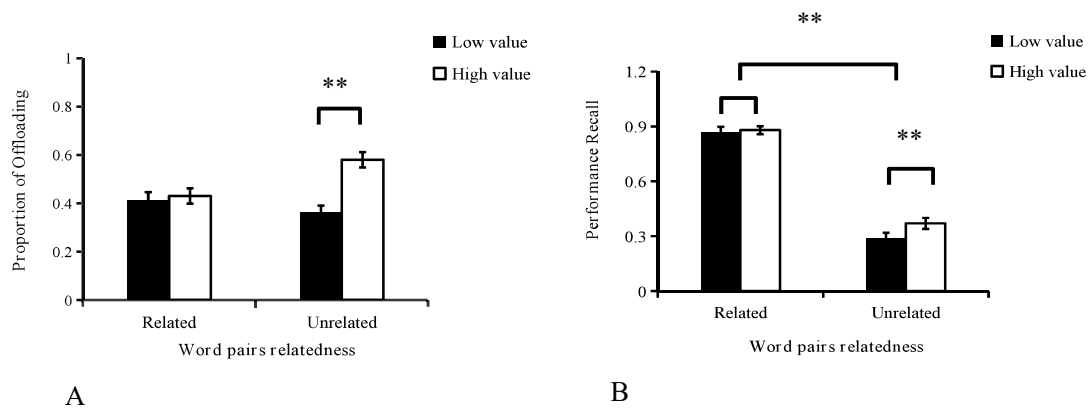 Low value
High value
**
1
0.8
0.6
0.4
0.2
0
Proportion of Offloading
Related
Unrelated
Word pairs relatedness
A
**
Low value
High value
**
1.2
0.9
0.6
0.3
0
Performance Recall
Related
Unrelated
Word pairs relatedness
B